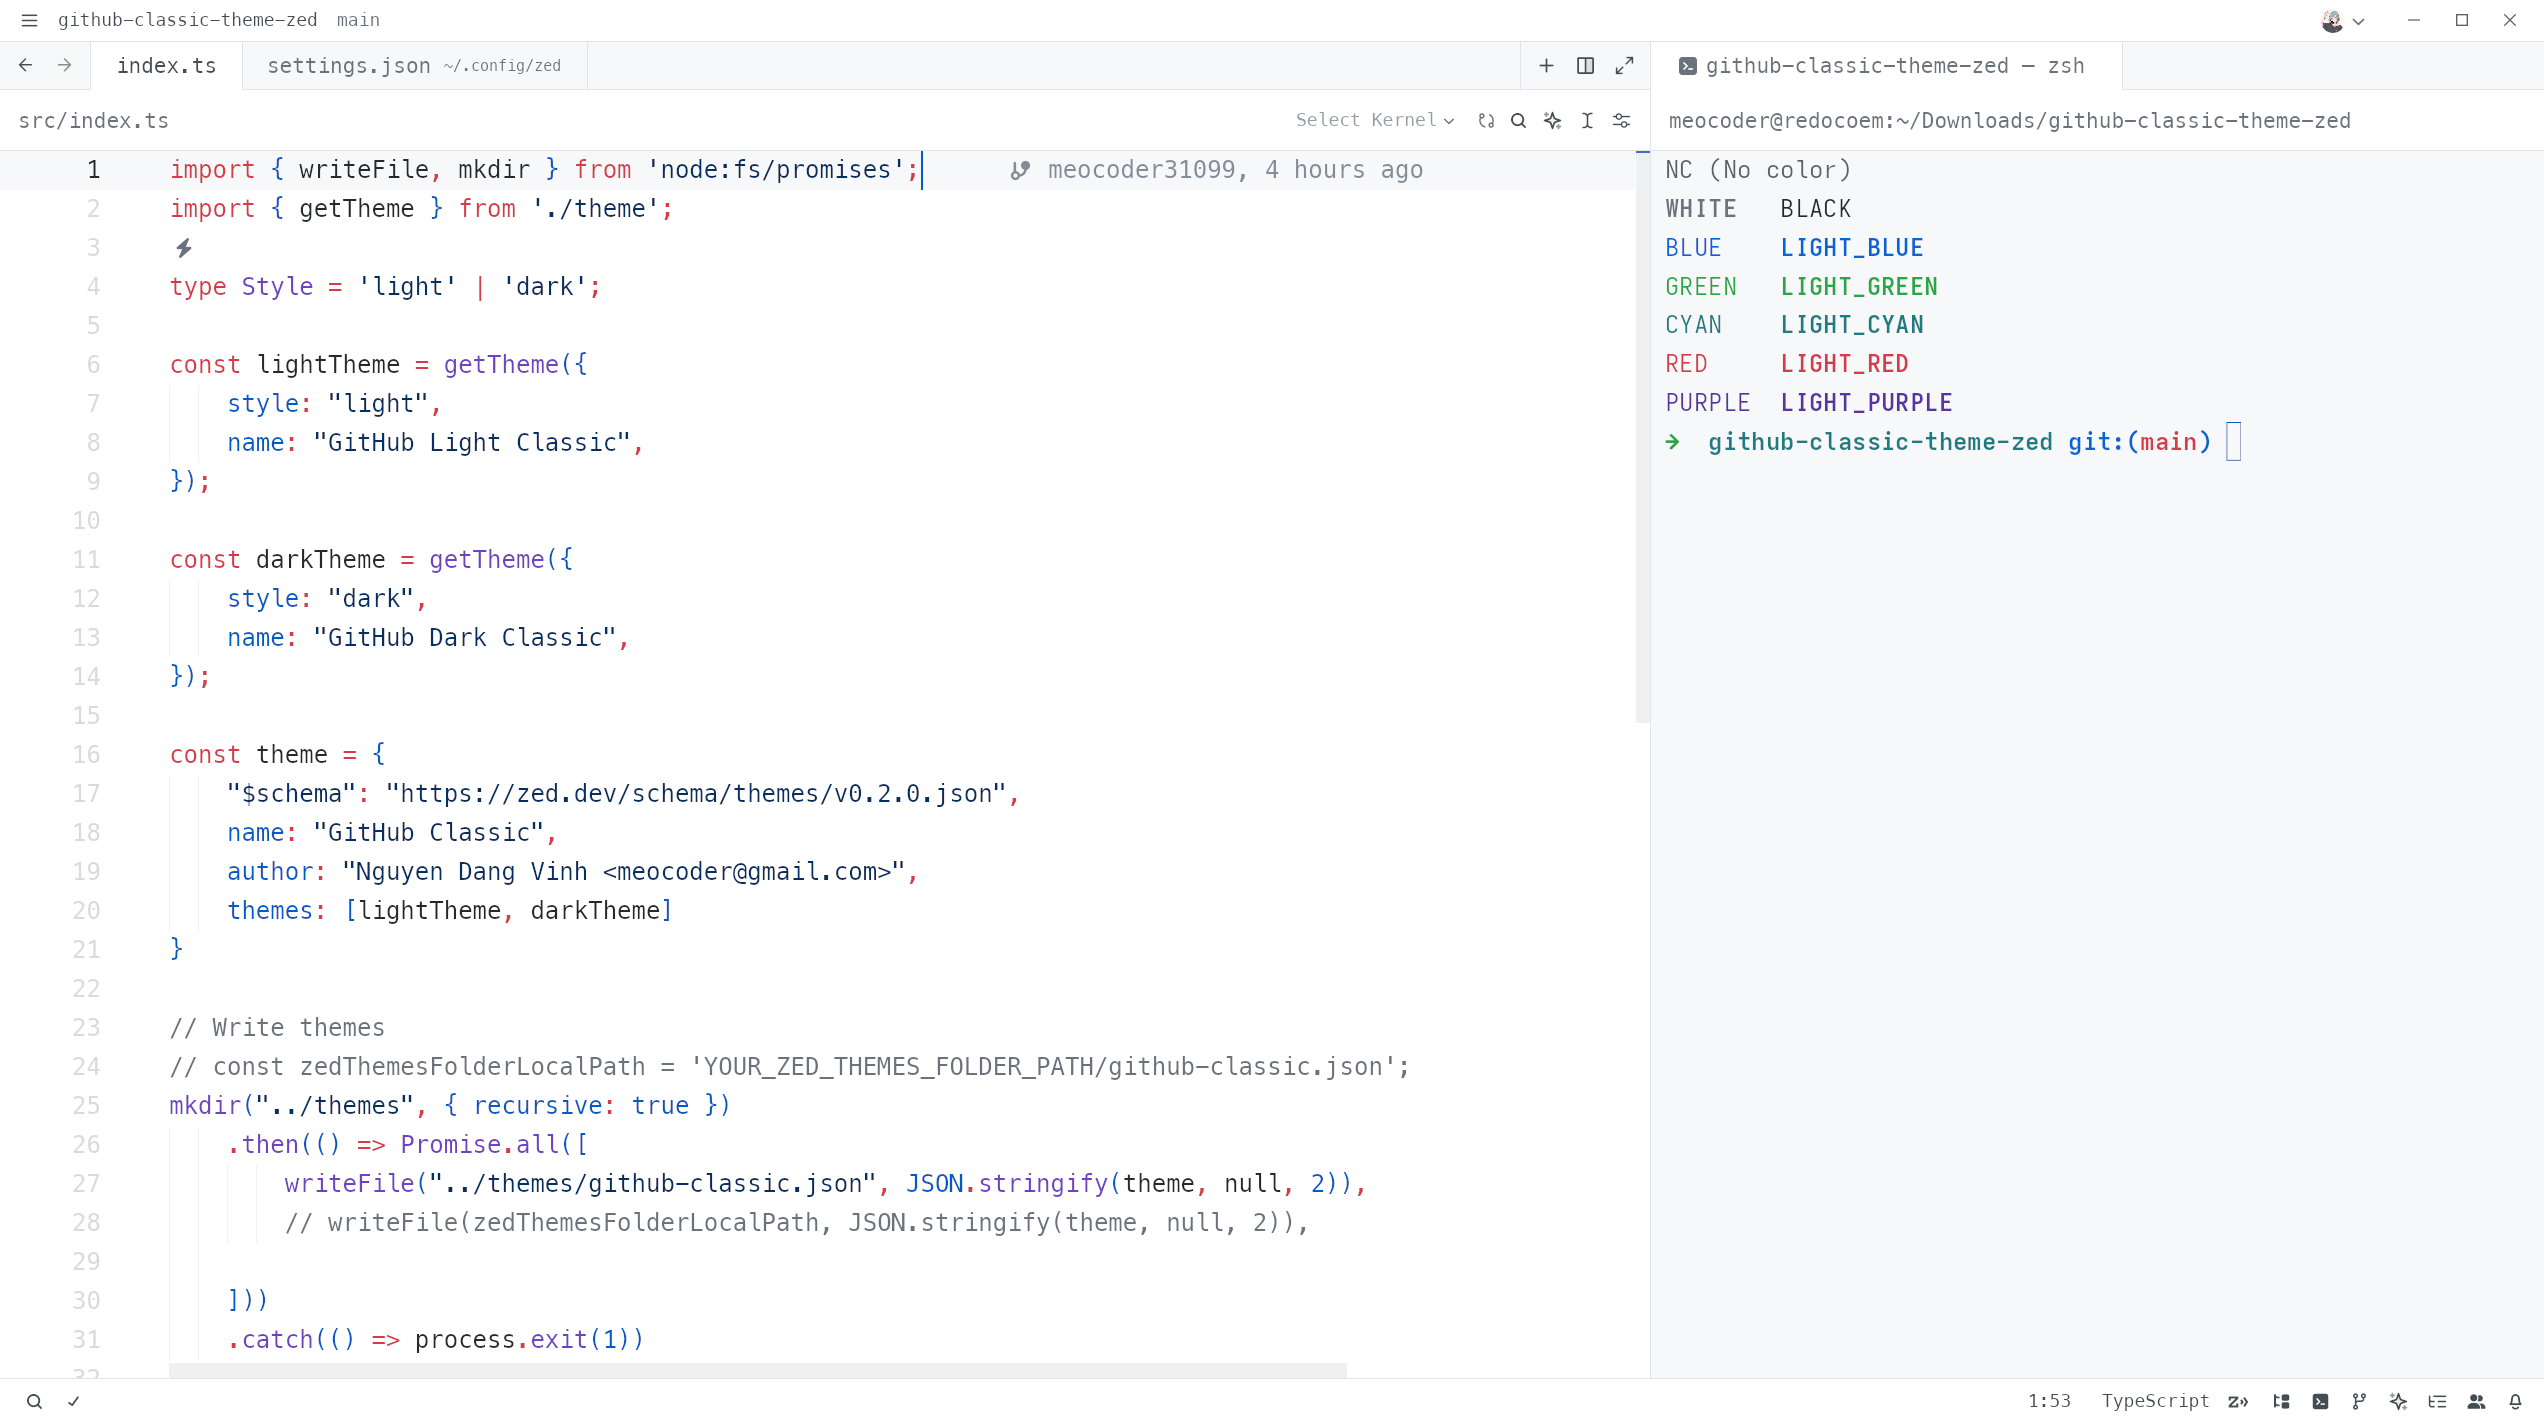 github-classic-theme-zed main
index.ts
settings.json ~/.config/zed
github-classic-theme-zed — zsh
src/index.ts
Select Kernel
1 import { writeFile, mkdir } from 'node:fs/promises'; meocoder31099, 4 hours ago
2 import { getTheme } from './theme';
3
4 type Style = 'light' | 'dark';
5
6 const lightTheme = getTheme({
7 style: "light",
8 name: "GitHub Light Classic",
9 });
10
11 const darkTheme = getTheme({
12 style: "dark",
13 name: "GitHub Dark Classic",
14 });
15
16 const theme = {
17 "$schema": "https://zed.dev/schema/themes/v0.2.0.json",
18 name: "GitHub Classic",
19 author: "Nguyen Dang Vinh <meocoder@gmail.com>",
20 themes: [lightTheme, darkTheme]
21 }
22
23 // Write themes
24 // const zedThemesFolderLocalPath = 'YOUR_ZED_THEMES_FOLDER_PATH/github-classic.json';
25 mkdir("../themes", { recursive: true })
26 .then(() => Promise.all([
27 writeFile("../themes/github-classic.json", JSON.stringify(theme, null, 2)),
28 // writeFile(zedThemesFolderLocalPath, JSON.stringify(theme, null, 2)),
29
30 ]))
31 .catch(() => process.exit(1))
32
meocoder@redocoem:~/Downloads/github-classic-theme-zed
NC (No color)
WHITE BLACK
BLUE LIGHT_BLUE
GREEN LIGHT_GREEN
CYAN LIGHT_CYAN
RED LIGHT_RED
PURPLE LIGHT_PURPLE
→ github-classic-theme-zed git:(main)
1:53 TypeScript